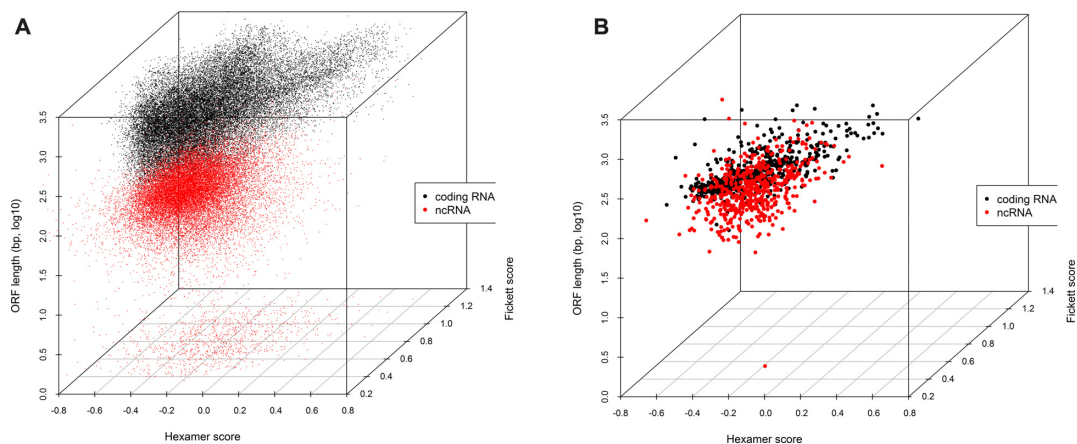 A
ORF length (bp, log10)
3.5
3.0
2.5
2.0
1.5
1.0
0.5
0.0
-0.8 -0.6 -0.4 -0.2 0.0 0.2 0.4 0.6 0.8
Hexamer score
0.2
0.4
0.6
0.8
1.0
1.2
1.4
Fickett score
coding RNA
ncRNA
B
ORF length (bp, log10)
3.5
3.0
2.5
2.0
1.5
1.0
0.5
0.0
-0.8 -0.6 -0.4 -0.2 0.0 0.2 0.4 0.6 0.8
Hexamer score
0.2
0.4
0.6
0.8
1.0
1.2
1.4
Fickett score
coding RNA
ncRNA